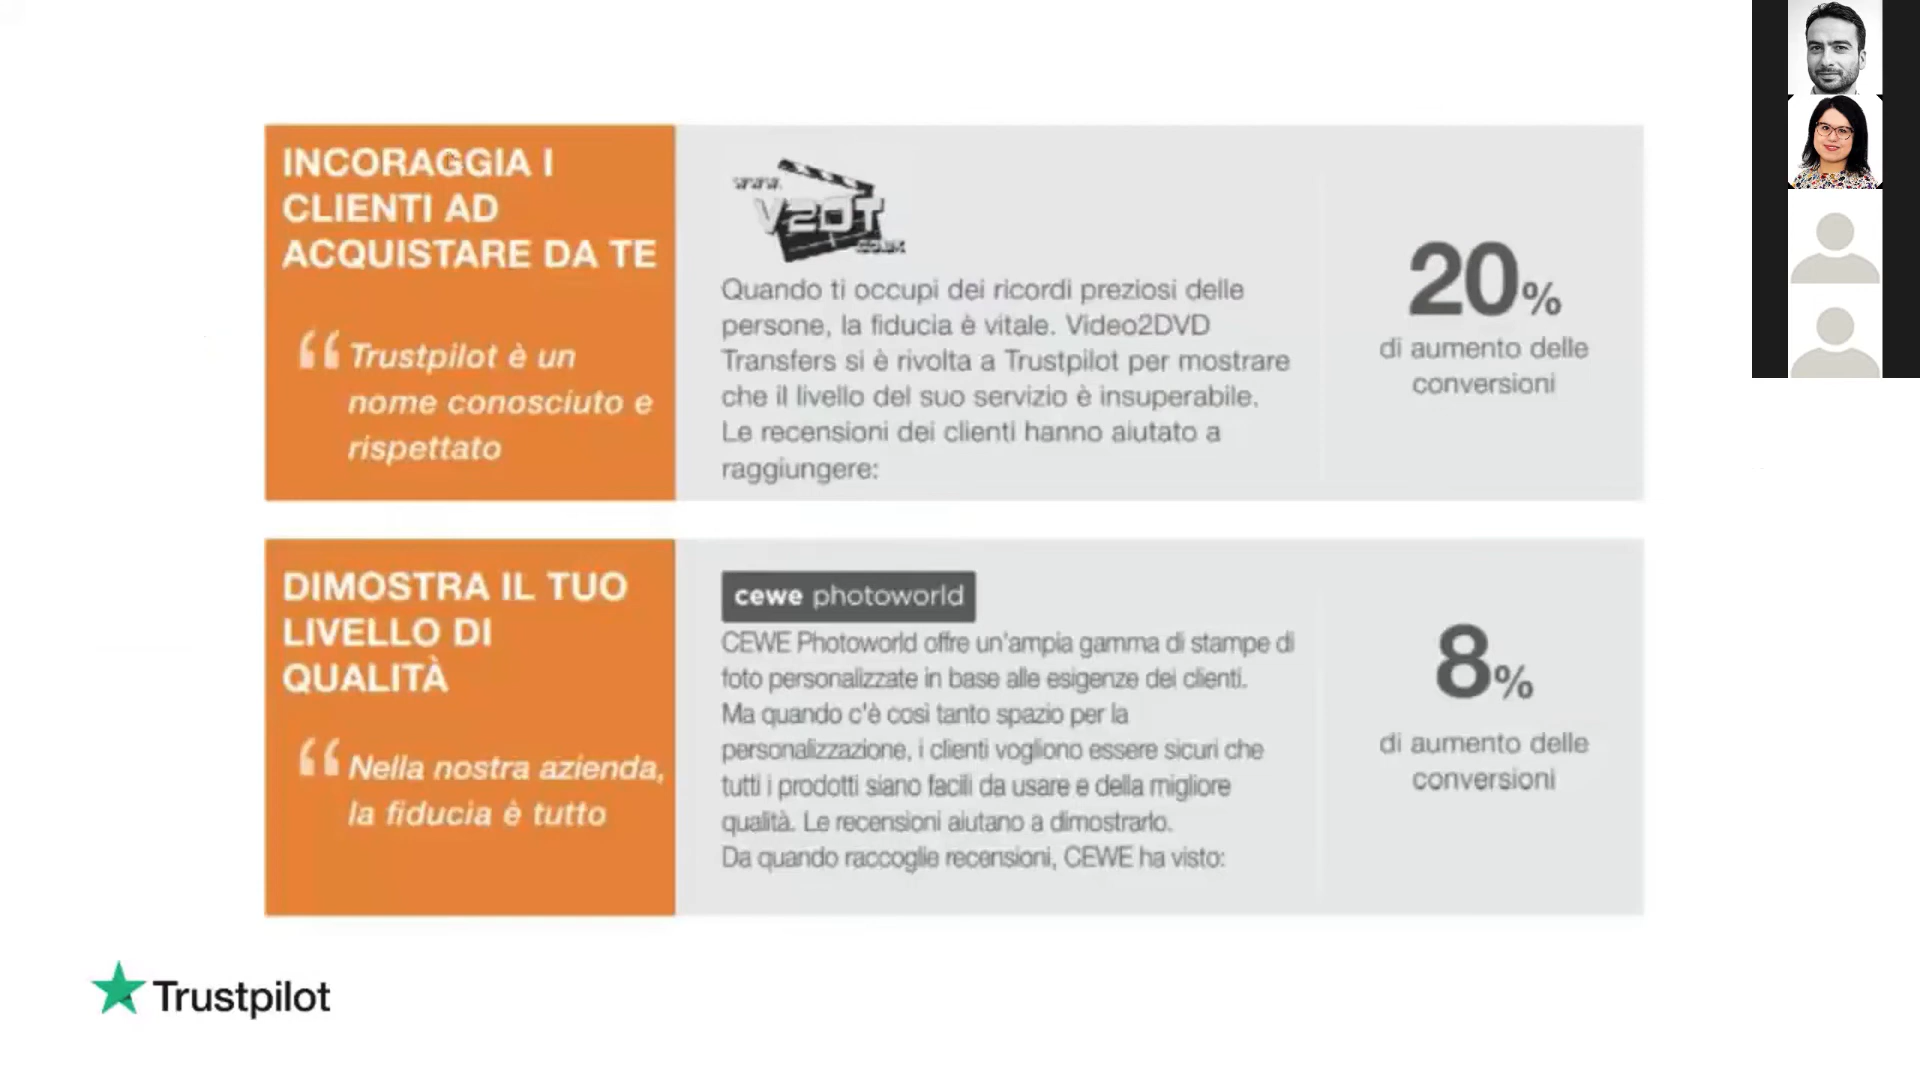 INCORAGGIA I
CLIENTI AD
ACQUISTARE DA TE
“ Trustpilot è un
nome conosciuto e
rispettato
www.
V2DT
.co.uk
Quando ti occupi dei ricordi preziosi delle
persone, la fiducia è vitale. Video2DVD
Transfers si è rivolta a Trustpilot per mostrare
che il livello del suo servizio è insuperabile.
Le recensioni dei clienti hanno aiutato a
raggiungere:
20%
di aumento delle
conversioni
DIMOSTRA IL TUO
LIVELLO DI
QUALITÀ
“ Nella nostra azienda,
la fiducia è tutto
cewe photoworld
CEWE Photoworld offre un'ampia gamma di stampe di
foto personalizzate in base alle esigenze dei clienti.
Ma quando c'è così tanto spazio per la
personalizzazione, i clienti vogliono essere sicuri che
tutti i prodotti siano facili da usare e della migliore
qualità. Le recensioni aiutano a dimostrarlo.
Da quando raccoglie recensioni, CEWE ha visto:
8%
di aumento delle
conversioni
Trustpilot